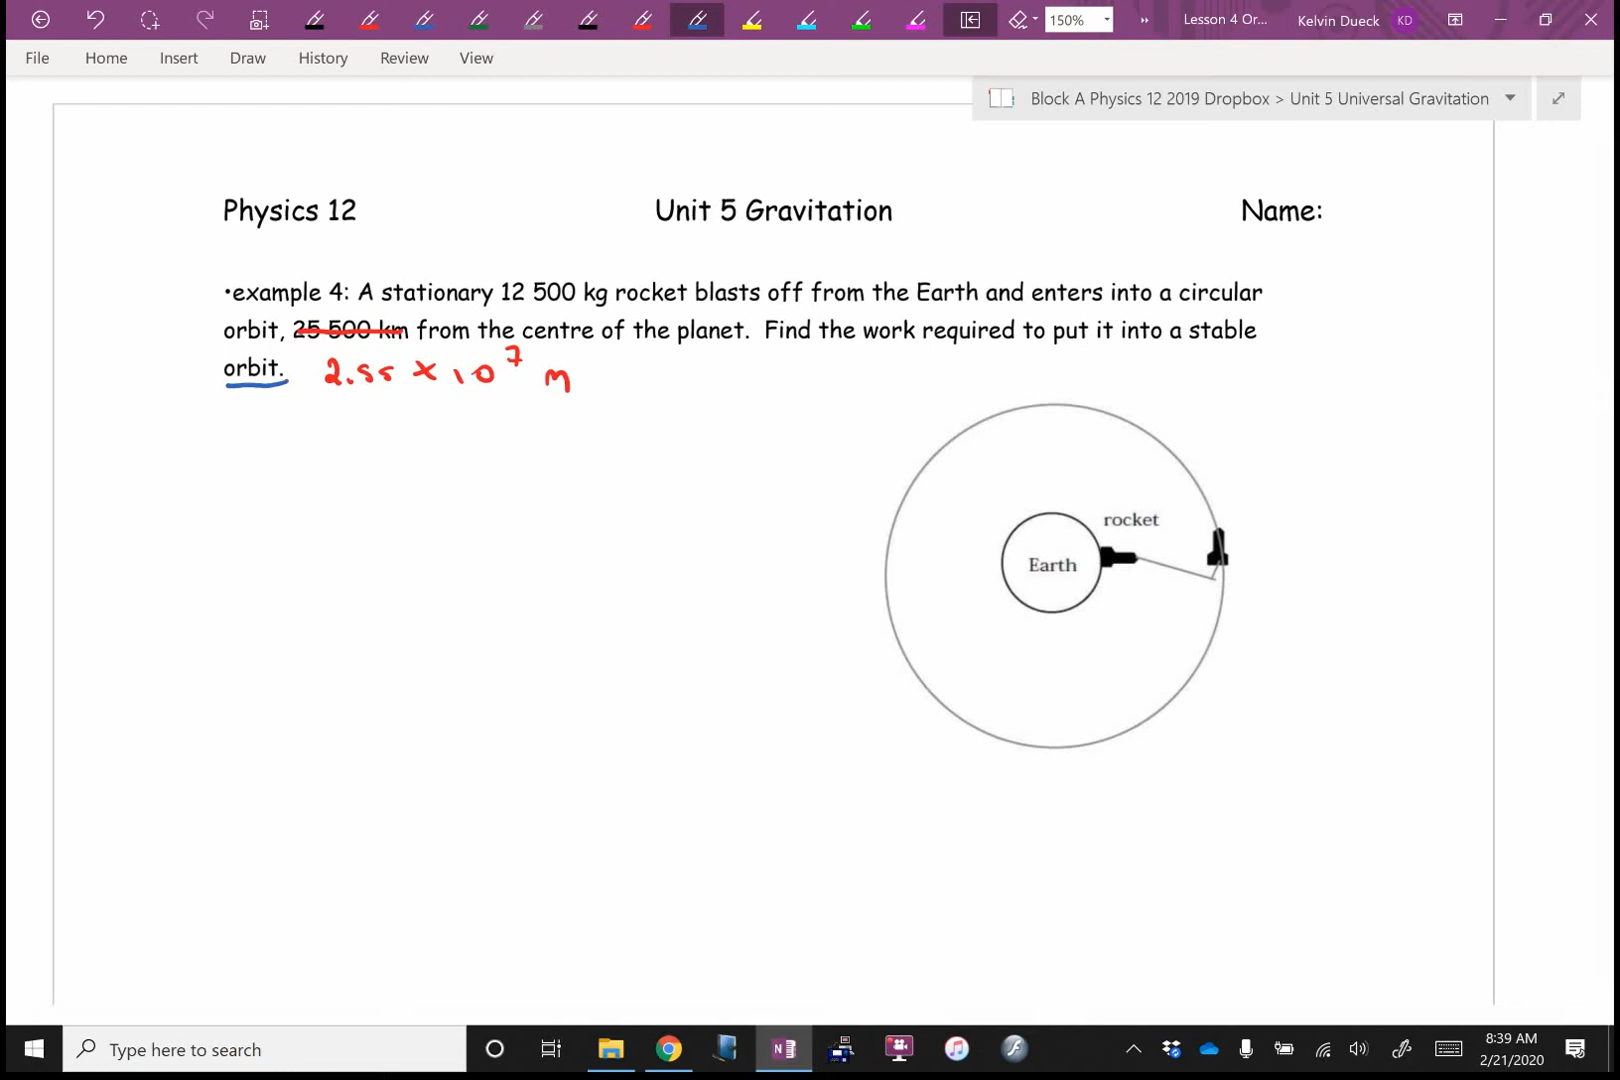 150%
Lesson 4 Or...
Kelvin Dueck
KD
File
Home
Insert
Draw
History
Review
View
Block A Physics 12 2019 Dropbox > Unit 5 Universal Gravitation
Physics 12
Unit 5 Gravitation
Name:
•example 4: A stationary 12 500 kg rocket blasts off from the Earth and enters into a circular
orbit, 25 500 km from the centre of the planet. Find the work required to put it into a stable
orbit.
2.55 × 10⁷ m
rocket
Earth
Type here to search
N
8:39 AM
2/21/2020